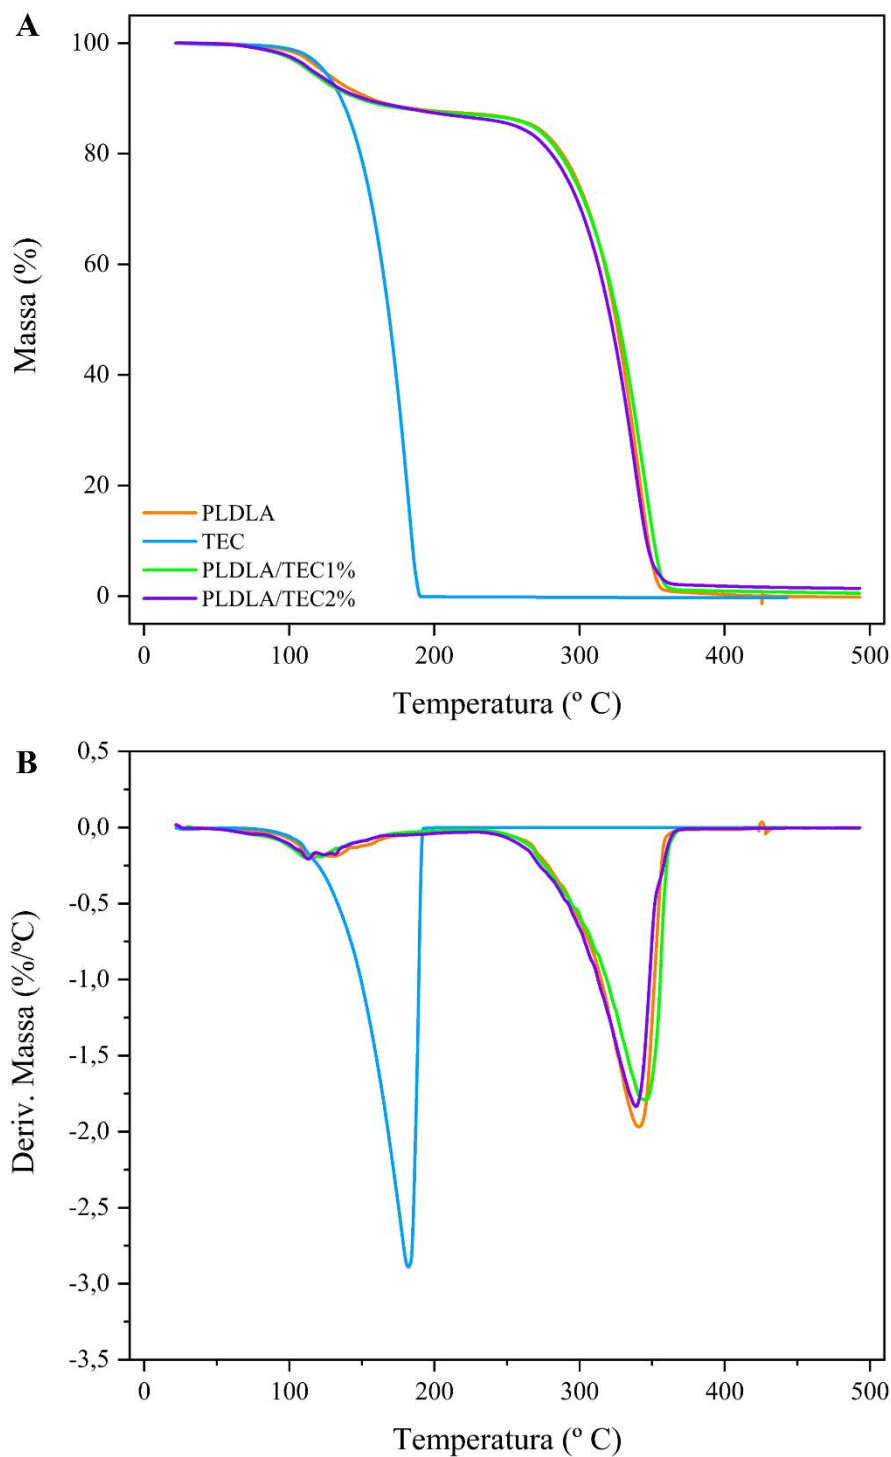 A
100
80
60
40
20
0
Massa (%)
PLDLA
TEC
PLDLA/TEC1%
PLDLA/TEC2%
0 100 200 300 400 500
Temperatura (º C)
B
0,5
0,0
-0,5
-1,0
-1,5
-2,0
-2,5
-3,0
-3,5
Deriv. Massa (%/ºC)
0 100 200 300 400 500
Temperatura (º C)